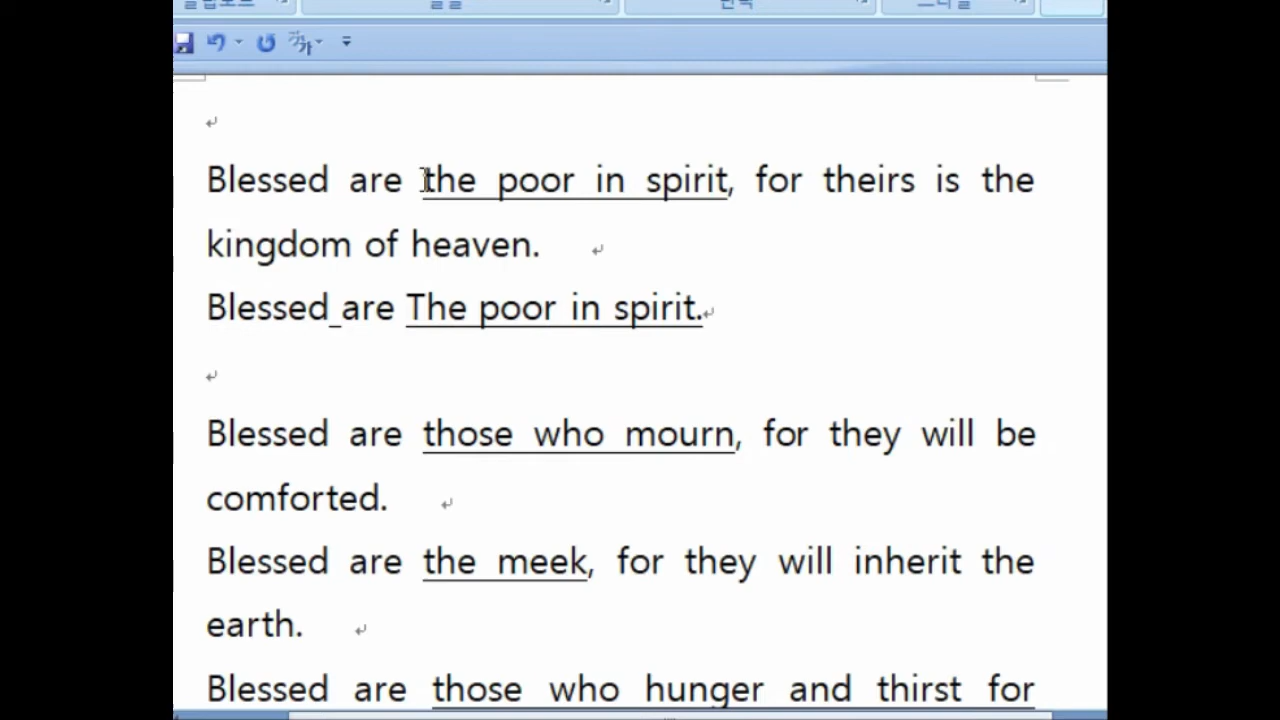 Blessed are the poor in spirit, for theirs is the
kingdom of heaven.
Blessed are The poor in spirit.
Blessed are those who mourn, for they will be
comforted.
Blessed are the meek, for they will inherit the
earth.
Blessed are those who hunger and thirst for